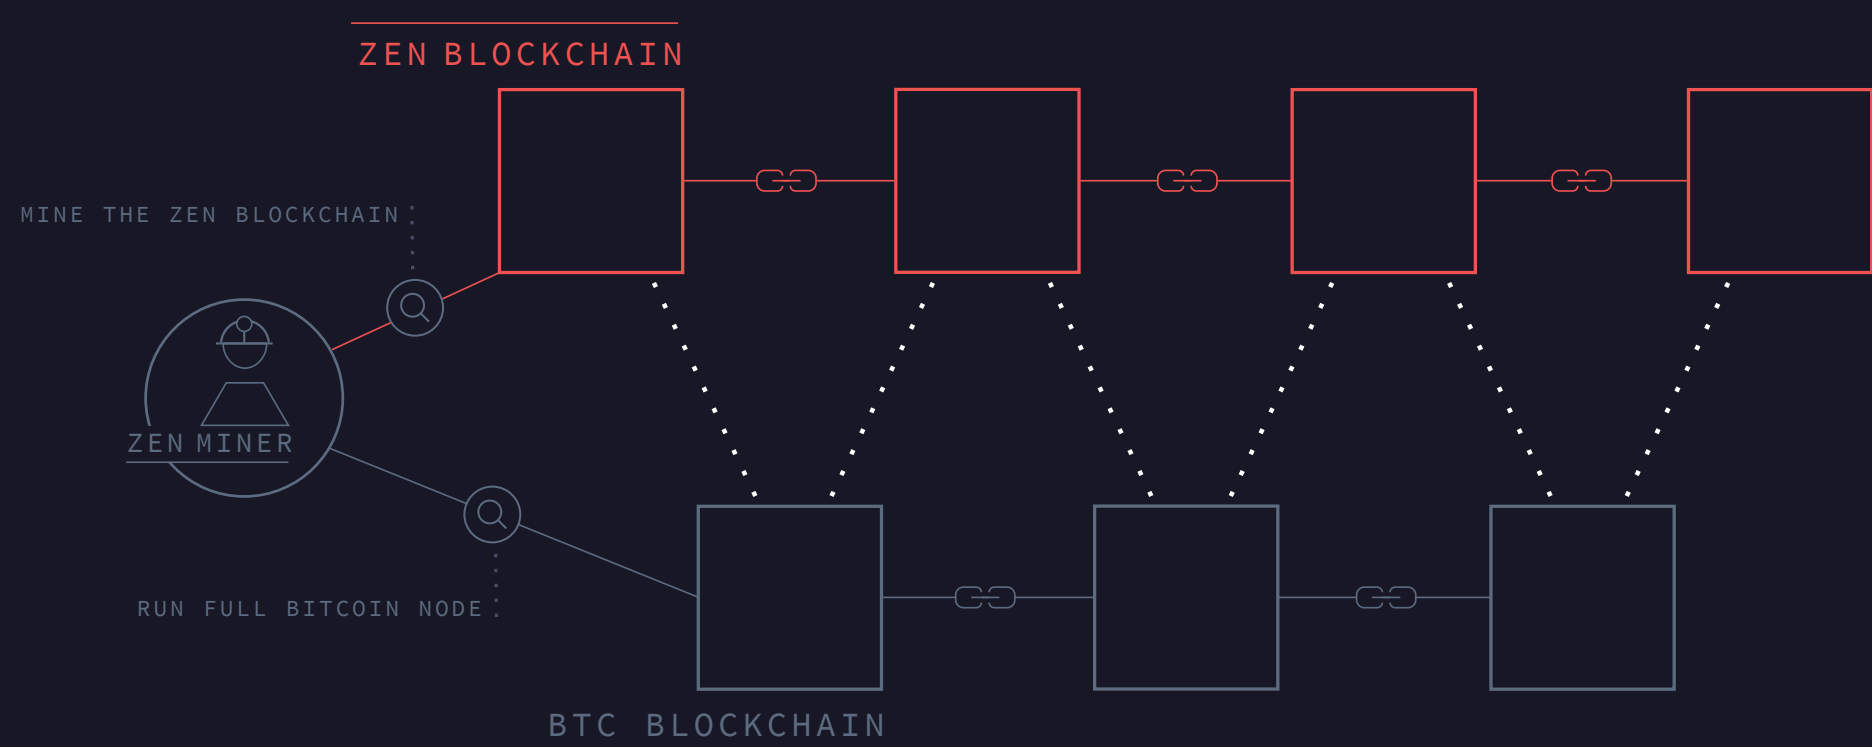 ZEN BLOCKCHAIN
MINE THE ZEN BLOCKCHAIN
ZEN MINER
RUN FULL BITCOIN NODE
BTC BLOCKCHAIN